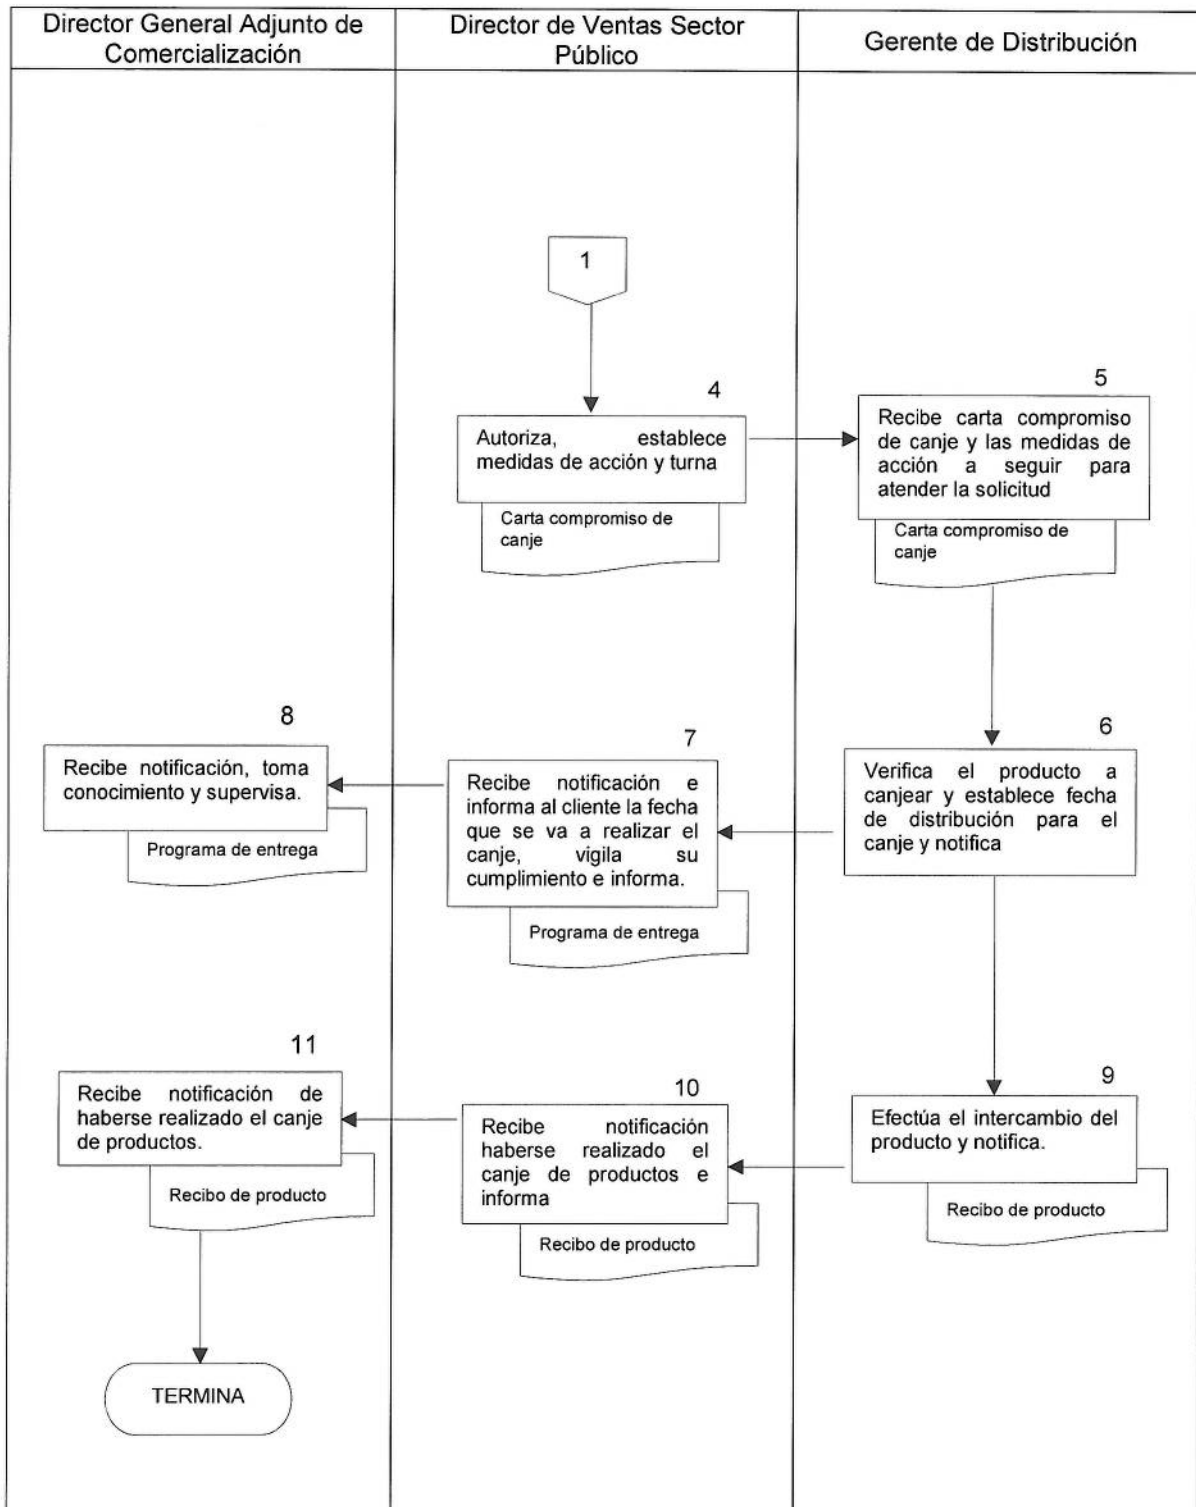 Director General Adjunto de
Comercialización
Director de Ventas Sector
Público
Gerente de Distribución
1
4
Autoriza, establece
medidas de acción y turna
Carta compromiso de
canje
5
Recibe carta compromiso
de canje y las medidas de
acción a seguir para
atender la solicitud
Carta compromiso de
canje
6
Verifica el producto a
canjear y establece fecha
de distribución para el
canje y notifica
7
Recibe notificación e
informa al cliente la fecha
que se va a realizar el
canje, vigila su
cumplimiento e informa.
Programa de entrega
8
Recibe notificación, toma
conocimiento y supervisa.
Programa de entrega
9
Efectúa el intercambio del
producto y notifica.
Recibo de producto
10
Recibe notificación
haberse realizado el
canje de productos e
informa
Recibo de producto
11
Recibe notificación de
haberse realizado el canje
de productos.
Recibo de producto
TERMINA